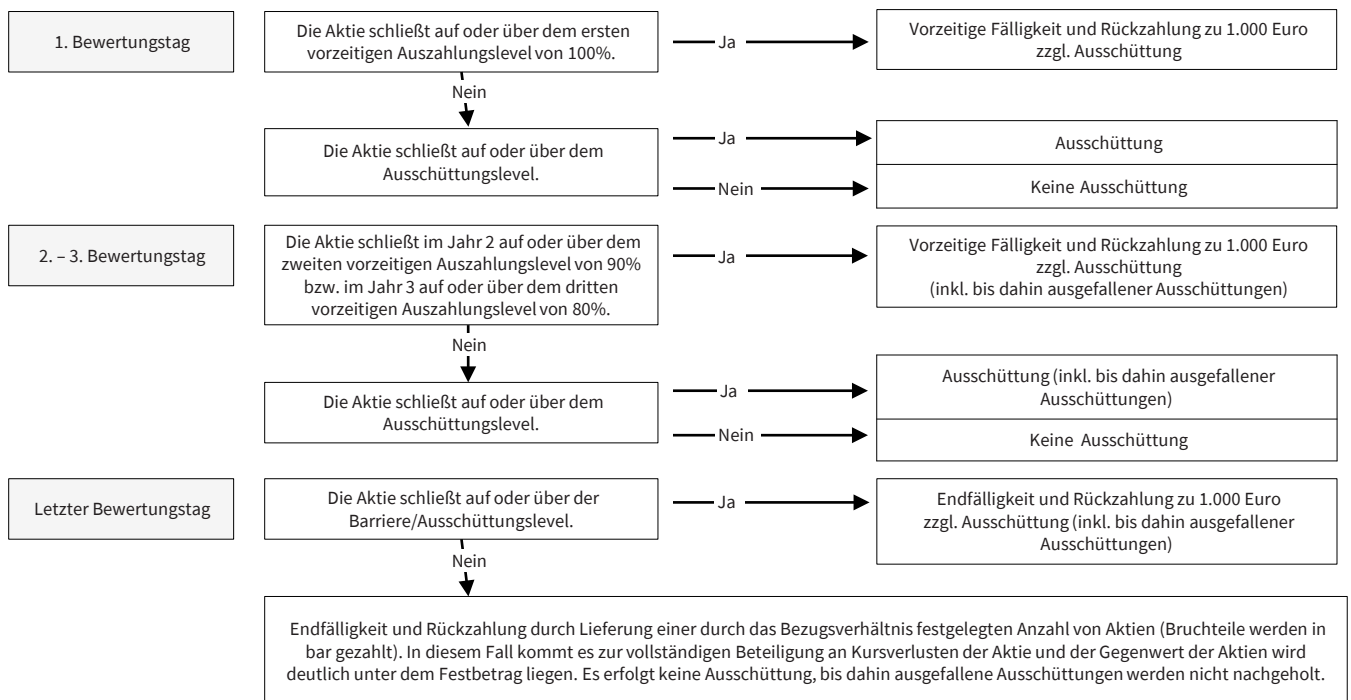 1. Bewertungstag
Die Aktie schließt auf oder über dem ersten
vorzeitigen Auszahlungslevel von 100%.
Ja
Vorzeitige Fälligkeit und Rückzahlung zu 1.000 Euro
zzgl. Ausschüttung
Nein
Die Aktie schließt auf oder über dem
Ausschüttungslevel.
Ja
Ausschüttung
Nein
Keine Ausschüttung
2. – 3. Bewertungstag
Die Aktie schließt im Jahr 2 auf oder über dem
zweiten vorzeitigen Auszahlungslevel von 90%
bzw. im Jahr 3 auf oder über dem dritten
vorzeitigen Auszahlungslevel von 80%.
Ja
Vorzeitige Fälligkeit und Rückzahlung zu 1.000 Euro
zzgl. Ausschüttung
(inkl. bis dahin ausgefallener Ausschüttungen)
Nein
Die Aktie schließt auf oder über dem
Ausschüttungslevel.
Ja
Ausschüttung (inkl. bis dahin ausgefallener
Ausschüttungen)
Nein
Keine Ausschüttung
Letzter Bewertungstag
Die Aktie schließt auf oder über der
Barriere/Ausschüttungslevel.
Ja
Endfälligkeit und Rückzahlung zu 1.000 Euro
zzgl. Ausschüttung (inkl. bis dahin ausgefallener
Ausschüttungen)
Nein
Endfälligkeit und Rückzahlung durch Lieferung einer durch das Bezugsverhältnis festgelegten Anzahl von Aktien (Bruchteile werden in
bar gezahlt). In diesem Fall kommt es zur vollständigen Beteiligung an Kursverlusten der Aktie und der Gegenwert der Aktien wird
deutlich unter dem Festbetrag liegen. Es erfolgt keine Ausschüttung, bis dahin ausgefallene Ausschüttungen werden nicht nachgeholt.